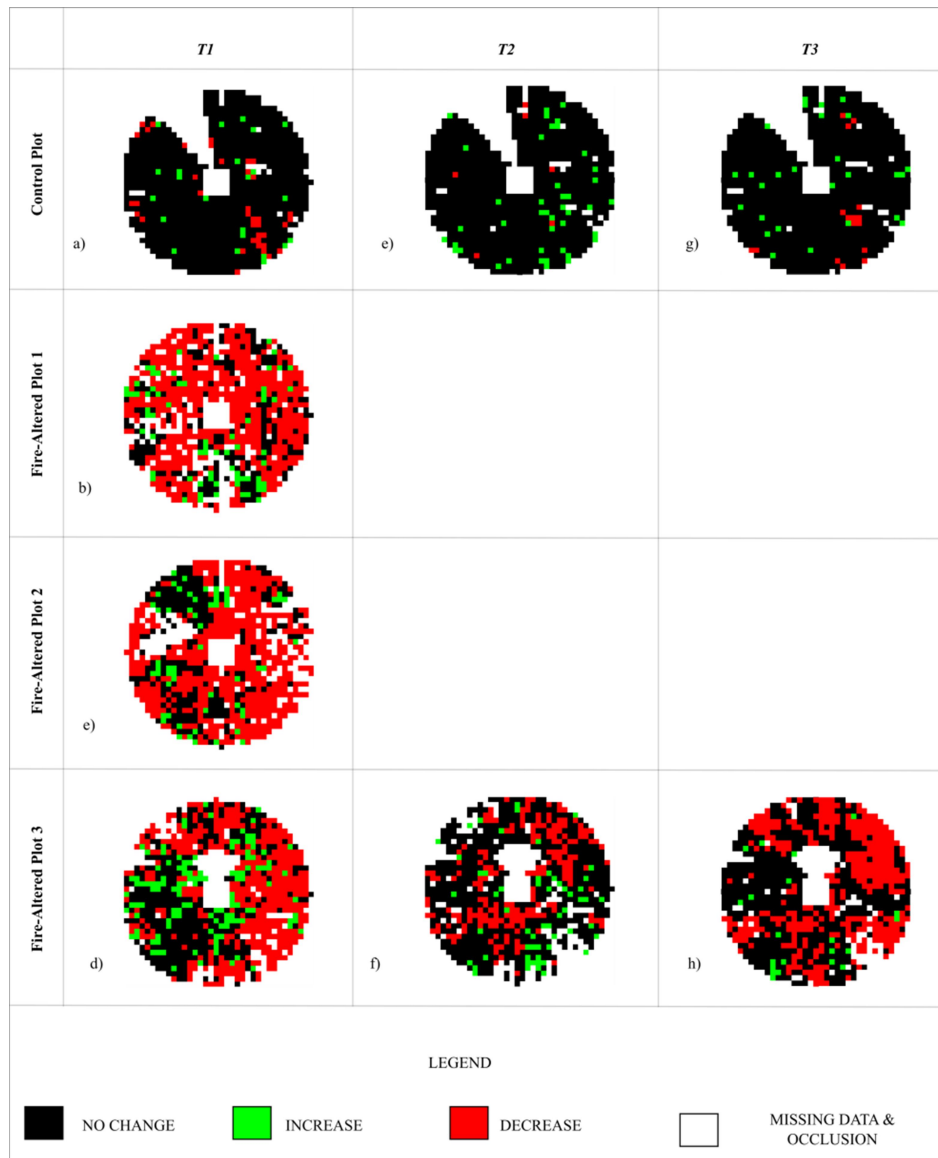 T1 T2 T3
Control Plot
a) e) g)
Fire-Altered Plot 1
b)
Fire-Altered Plot 2
e)
Fire-Altered Plot 3
d) f) h)
LEGEND
NO CHANGE INCREASE DECREASE MISSING DATA &
OCCLUSION